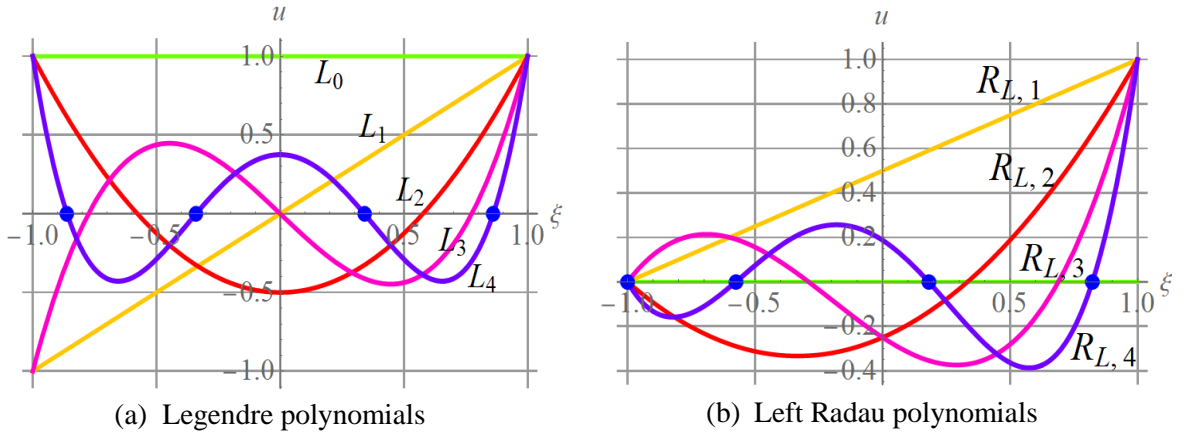 u
1.0
L0
L1
0.5
L2
ξ
−1.0
−0.5
0.5
1.0
L3
L4
−0.5
−1.0
(a) Legendre polynomials
u
1.0
RL, 1
0.8
0.6
RL, 2
0.4
0.2
RL, 3
ξ
−1.0
−0.5
0.5
1.0
−0.2
RL, 4
−0.4
(b) Left Radau polynomials